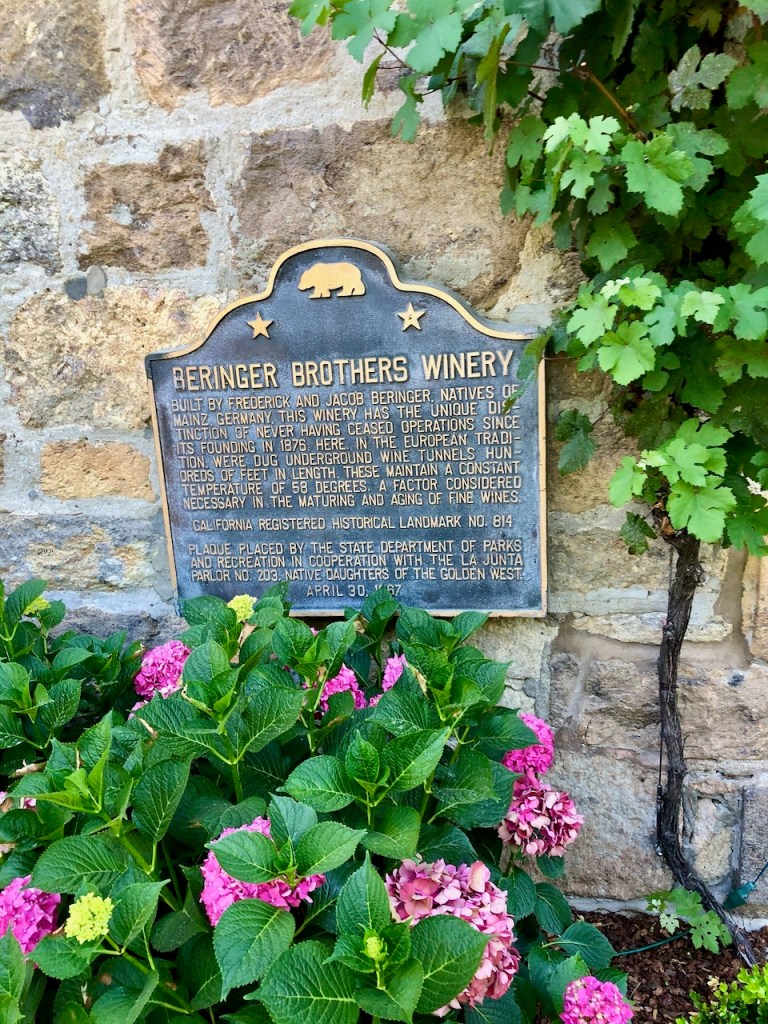 BERINGER BROTHERS WINERY
BUILT BY FREDERICK AND JACOB BERINGER, NATIVES OF
MAINZ, GERMANY, THIS WINERY HAS THE UNIQUE DIS-
TINCTION OF NEVER HAVING CEASED OPERATIONS SINCE
ITS FOUNDING IN 1876. HERE, IN THE EUROPEAN TRADI-
TION, WERE DUG UNDERGROUND WINE TUNNELS HUN-
DREDS OF FEET IN LENGTH. THESE MAINTAIN A CONSTANT
TEMPERATURE OF 58 DEGREES, A FACTOR CONSIDERED
NECESSARY IN THE MATURING AND AGING OF FINE WINES.
CALIFORNIA REGISTERED HISTORICAL LANDMARK NO. 814
PLAQUE PLACED BY THE STATE DEPARTMENT OF PARKS
AND RECREATION IN COOPERATION WITH THE LA JUNTA
PARLOR NO. 203, NATIVE DAUGHTERS OF THE GOLDEN WEST.
APRIL 30,